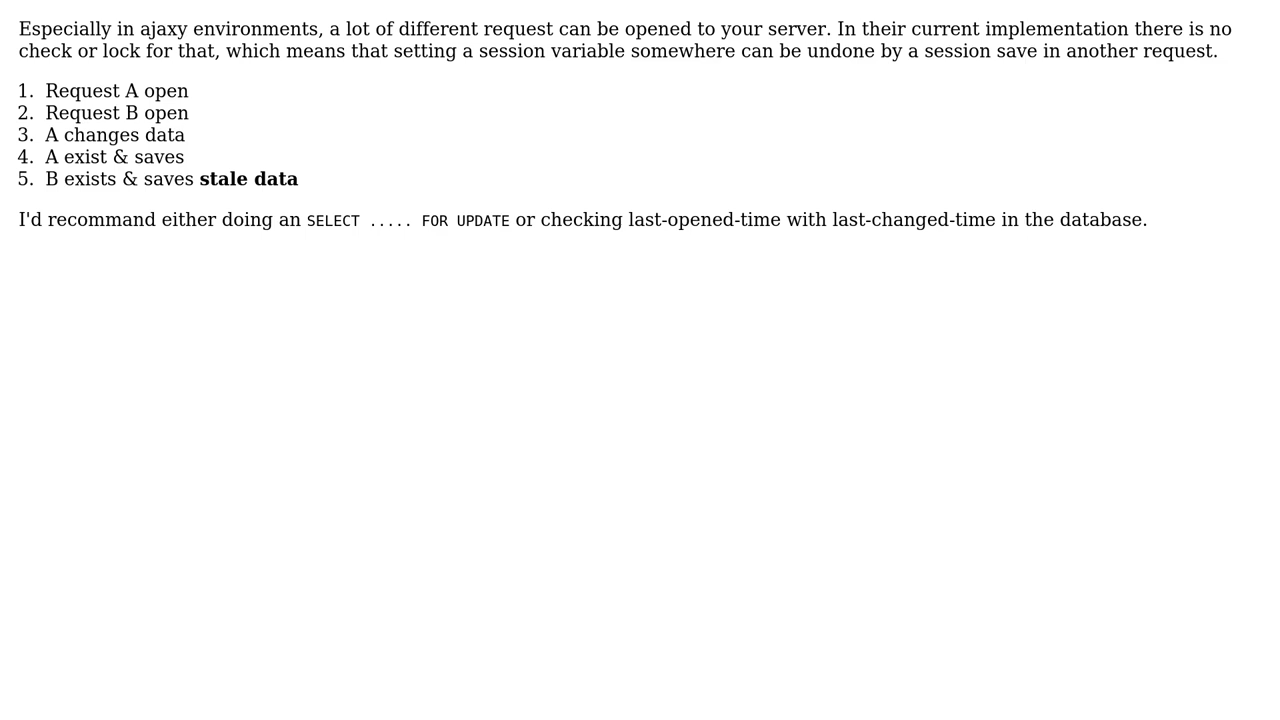 Especially in ajaxy environments, a lot of different request can be opened to your server. In their current implementation there is no
check or lock for that, which means that setting a session variable somewhere can be undone by a session save in another request.
1. Request A open
2. Request B open
3. A changes data
4. A exist & saves
5. B exists & saves stale data
I'd recommand either doing an SELECT ..... FOR UPDATE or checking last-opened-time with last-changed-time in the database.